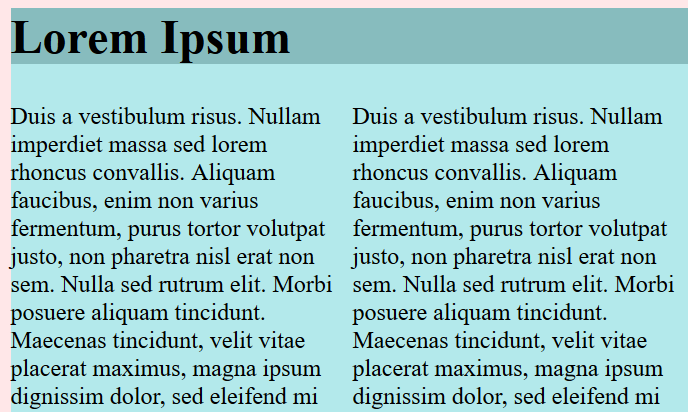 Lorem Ipsum
Duis a vestibulum risus. Nullam
imperdiet massa sed lorem
rhoncus convallis. Aliquam
faucibus, enim non varius
fermentum, purus tortor volutpat
justo, non pharetra nisl erat non
sem. Nulla sed rutrum elit. Morbi
posuere aliquam tincidunt.
Maecenas tincidunt, velit vitae
placerat maximus, magna ipsum
dignissim dolor, sed eleifend mi
Duis a vestibulum risus. Nullam
imperdiet massa sed lorem
rhoncus convallis. Aliquam
faucibus, enim non varius
fermentum, purus tortor volutpat
justo, non pharetra nisl erat non
sem. Nulla sed rutrum elit. Morbi
posuere aliquam tincidunt.
Maecenas tincidunt, velit vitae
placerat maximus, magna ipsum
dignissim dolor, sed eleifend mi